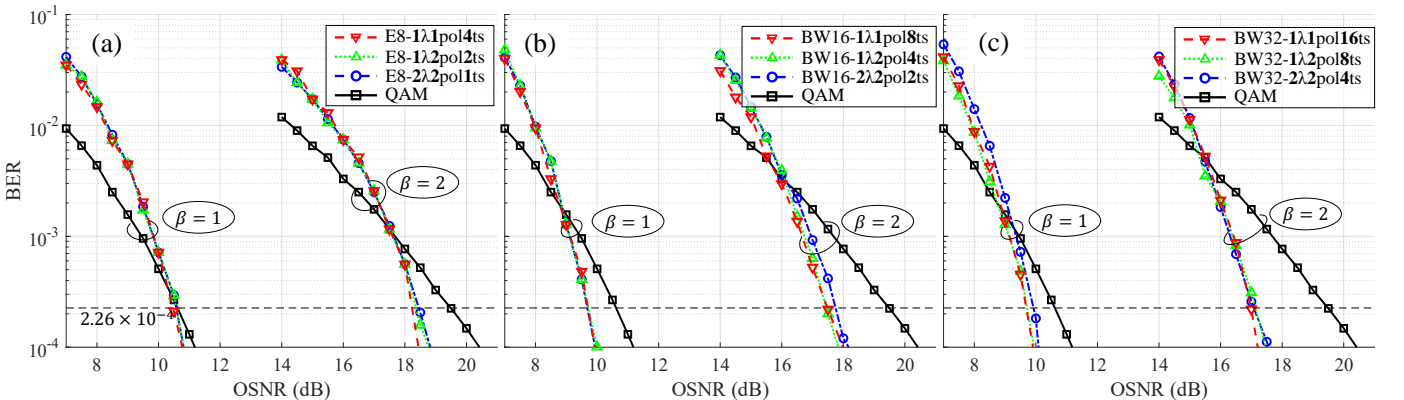 10⁻¹
10⁻²
10⁻³
10⁻⁴
BER
(a)
E8-1λ1pol4ts
E8-1λ2pol2ts
E8-2λ2pol1ts
QAM
β = 2
β = 1
2.26 × 10⁻⁴
8 10 12 14 16 18 20
OSNR (dB)
(b)
BW16-1λ1pol8ts
BW16-1λ2pol4ts
BW16-2λ2pol2ts
QAM
β = 1
β = 2
8 10 12 14 16 18 20
OSNR (dB)
(c)
BW32-1λ1pol16ts
BW32-1λ2pol8ts
BW32-2λ2pol4ts
QAM
β = 1
β = 2
8 10 12 14 16 18 20
OSNR (dB)